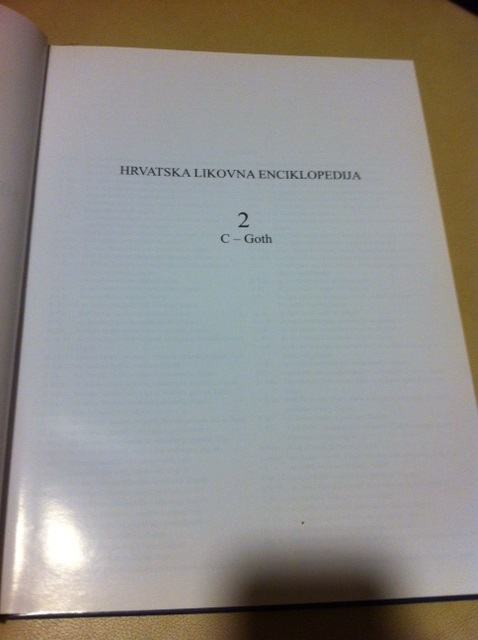 HRVATSKA LIKOVNA ENCIKLOPEDIJA
2
C – Goth